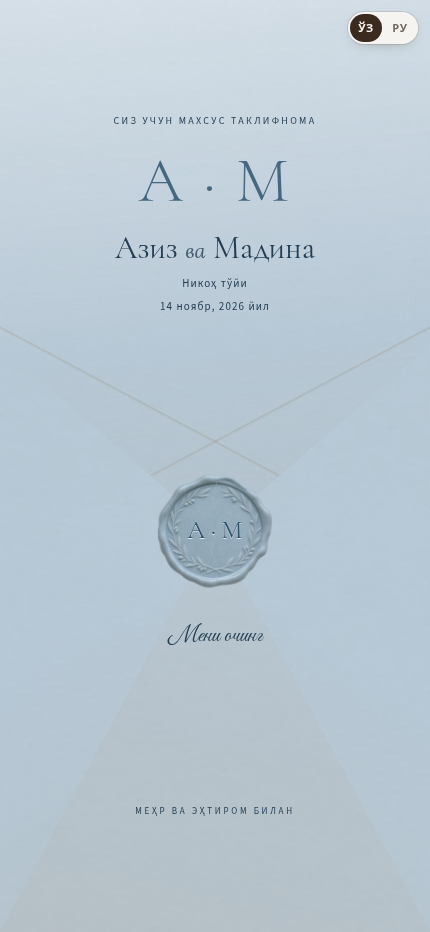 ЎЗ РУ
СИЗ УЧУН МАХСУС ТАКЛИФНОМА
А · М
Азиз ва Мадина
Никоҳ тўйи
14 ноябр, 2026 йил
А · М
Мени очинг
МЕҲР ВА ЭҲТИРОМ БИЛАН